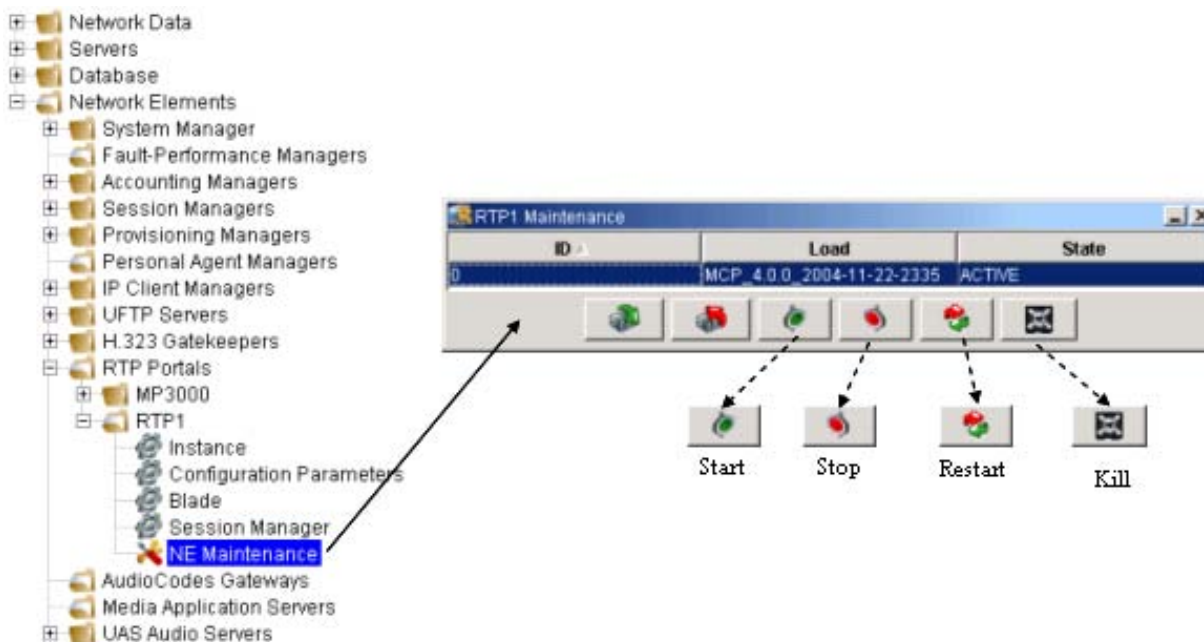 Network Data
Servers
Database
Network Elements
System Manager
Fault-Performance Managers
Accounting Managers
Session Managers
Provisioning Managers
Personal Agent Managers
IP Client Managers
UFTP Servers
H.323 Gatekeepers
RTP Portals
MP3000
RTP1
Instance
Configuration Parameters
Blade
Session Manager
NE Maintenance
AudioCodes Gateways
Media Application Servers
UAS Audio Servers
RTP1 Maintenance
ID Load State
0 MCP_4.0.0_2004-11-22-2335 ACTIVE
Start Stop Restart Kill